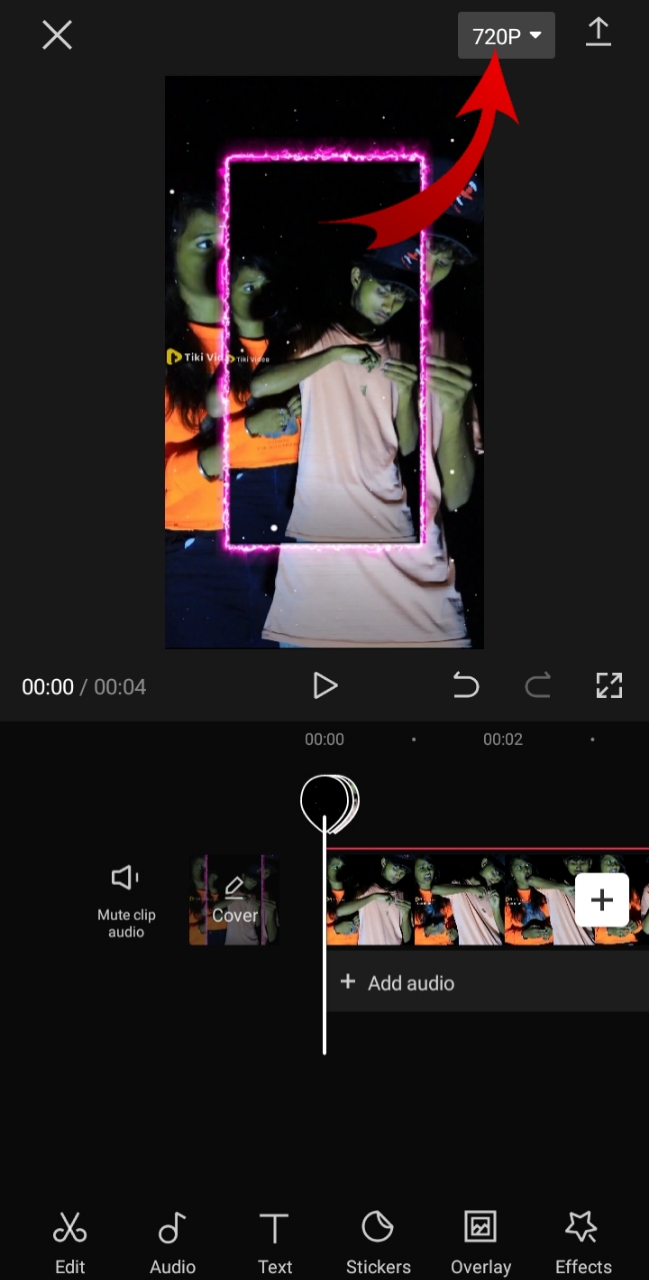 720P
Tiki Vid
Tiki Video
00:00 / 00:04
00:00
00:02
Mute clip
audio
Cover
+ Add audio
Edit
Audio
Text
Stickers
Overlay
Effects